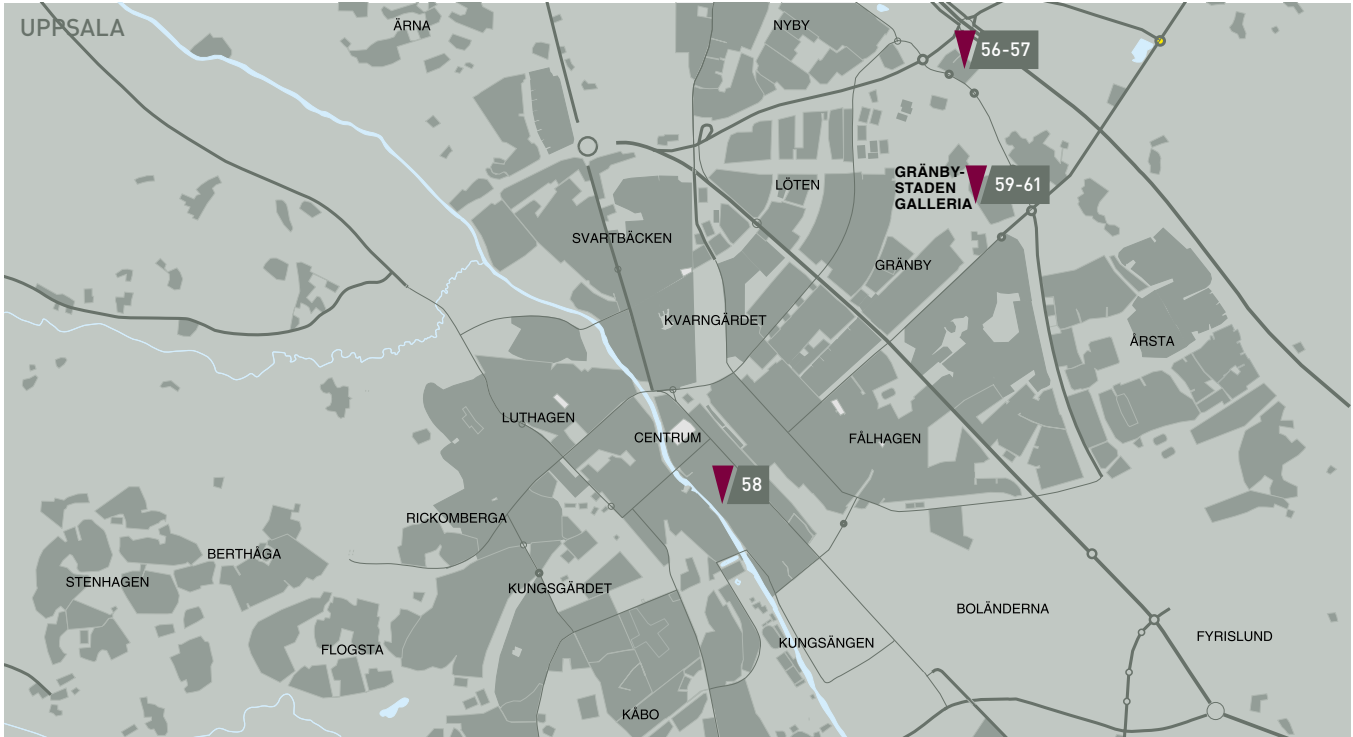 UPPSALA
ÄRNA
NYBY
56-57
GRÄNBY-
STADEN
GALLERIA
59-61
LÖTEN
SVARTBÄCKEN
GRÄNBY
KVARNGÄRDET
ÅRSTA
LUTHAGEN
CENTRUM
FÅLHAGEN
58
RICKOMBERGA
BERTHÅGA
STENHAGEN
KUNGSGÄRDET
BOLÄNDERNA
FYRISLUND
KUNGSÄNGEN
FLOGSTA
KÅBO